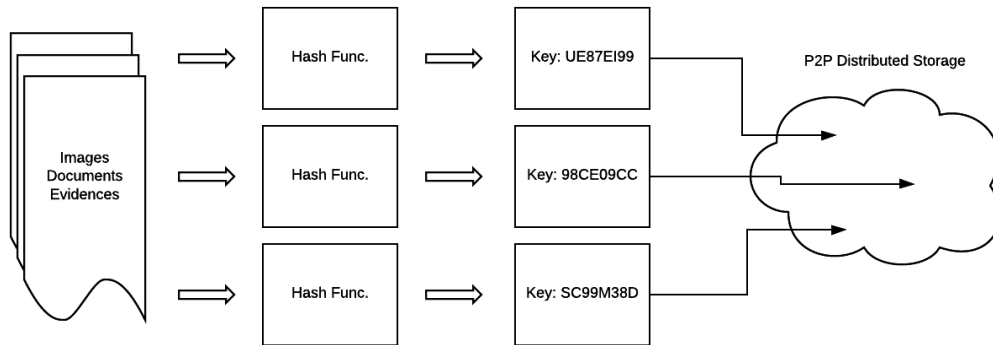 Images
Documents
Evidences
Hash Func.
Key: UE87EI99
Hash Func.
Key: 98CE09CC
Hash Func.
Key: SC99M38D
P2P Distributed Storage